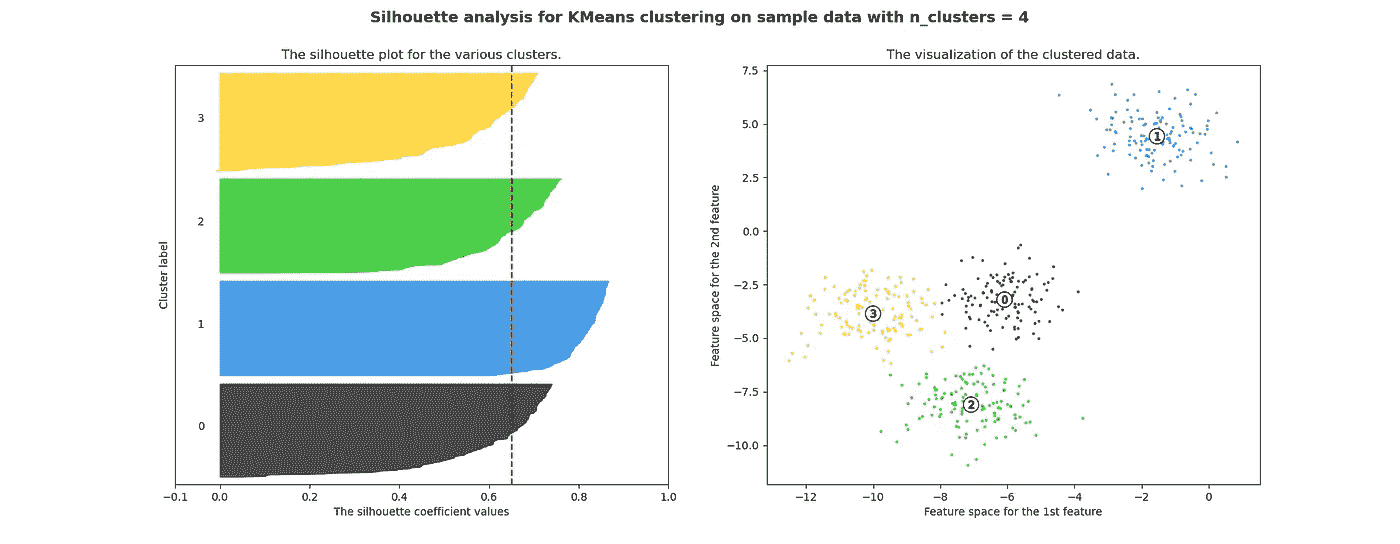 Silhouette analysis for KMeans clustering on sample data with n_clusters = 4
The silhouette plot for the various clusters.
3
2
1
0
Cluster label
−0.1 0.0 0.2 0.4 0.6 0.8 1.0
The silhouette coefficient values
The visualization of the clustered data.
7.5
5.0
2.5
0.0
−2.5
−5.0
−7.5
−10.0
Feature space for the 2nd feature
1
0
3
2
−12 −10 −8 −6 −4 −2 0
Feature space for the 1st feature